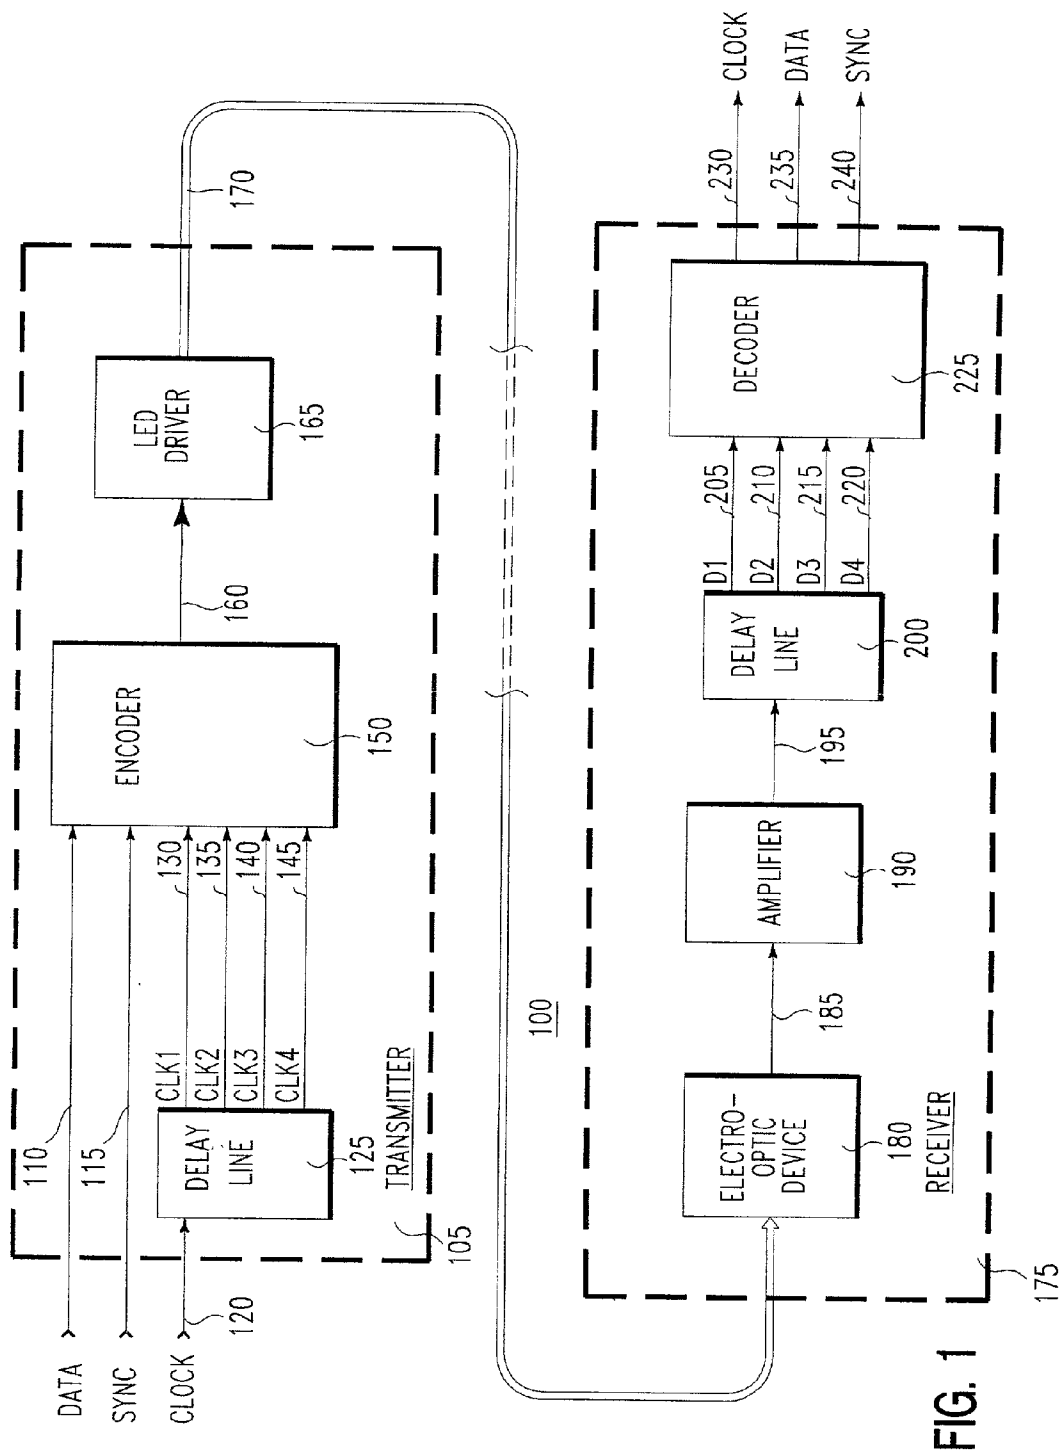 DATA
SYNC
CLOCK
110
115
120
DELAY
LINE
125
CLK1
CLK2
CLK3
CLK4
130
135
140
145
ENCODER
150
160
LED
DRIVER
165
170
TRANSMITTER
105
100
ELECTRO-
OPTIC
DEVICE
180
185
AMPLIFIER
190
195
DELAY
LINE
200
D1
D2
D3
D4
205
210
215
220
DECODER
225
230
235
240
CLOCK
DATA
SYNC
RECEIVER
175
FIG. 1